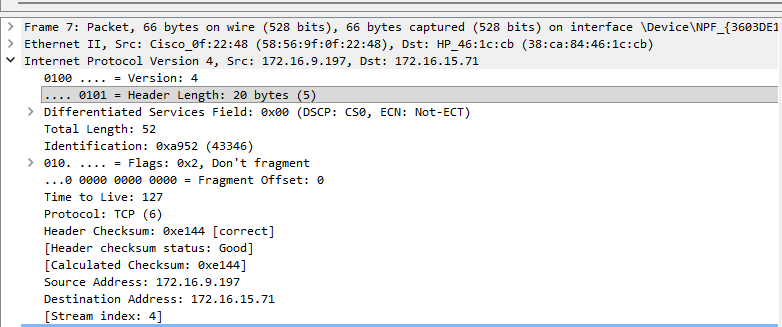 Frame 7: Packet, 66 bytes on wire (528 bits), 66 bytes captured (528 bits) on interface \Device\NPF_{3603DE1
Ethernet II, Src: Cisco_0f:22:48 (58:56:9f:0f:22:48), Dst: HP_46:1c:cb (38:ca:84:46:1c:cb)
Internet Protocol Version 4, Src: 172.16.9.197, Dst: 172.16.15.71
0100 .... = Version: 4
.... 0101 = Header Length: 20 bytes (5)
Differentiated Services Field: 0x00 (DSCP: CS0, ECN: Not-ECT)
Total Length: 52
Identification: 0xa952 (43346)
010. .... = Flags: 0x2, Don't fragment
...0 0000 0000 0000 = Fragment Offset: 0
Time to Live: 127
Protocol: TCP (6)
Header Checksum: 0xe144 [correct]
[Header checksum status: Good]
[Calculated Checksum: 0xe144]
Source Address: 172.16.9.197
Destination Address: 172.16.15.71
[Stream index: 4]